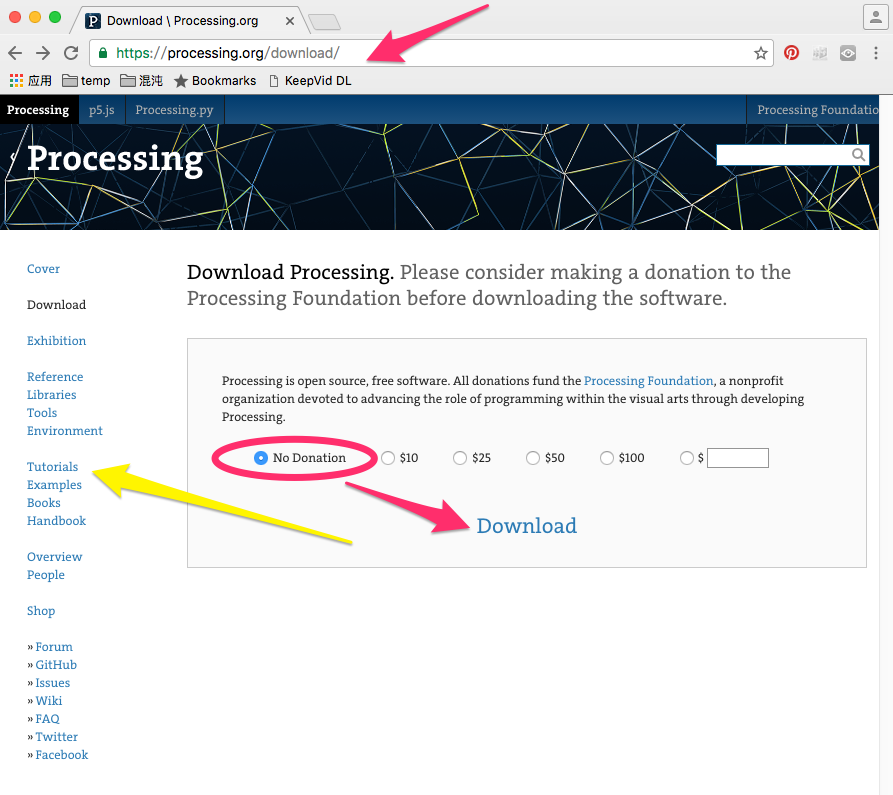 Download \ Processing.org
https://processing.org/download/
应用 temp 混沌 Bookmarks KeepVid DL
Processing p5.js Processing.py Processing Foundatio
Processing
Cover
Download
Exhibition
Reference
Libraries
Tools
Environment
Tutorials
Examples
Books
Handbook
Overview
People
Shop
» Forum
» GitHub
» Issues
» Wiki
» FAQ
» Twitter
» Facebook
Download Processing. Please consider making a donation to the
Processing Foundation before downloading the software.
Processing is open source, free software. All donations fund the Processing Foundation, a nonprofit
organization devoted to advancing the role of programming within the visual arts through developing
Processing.
No Donation $10 $25 $50 $100 $
Download